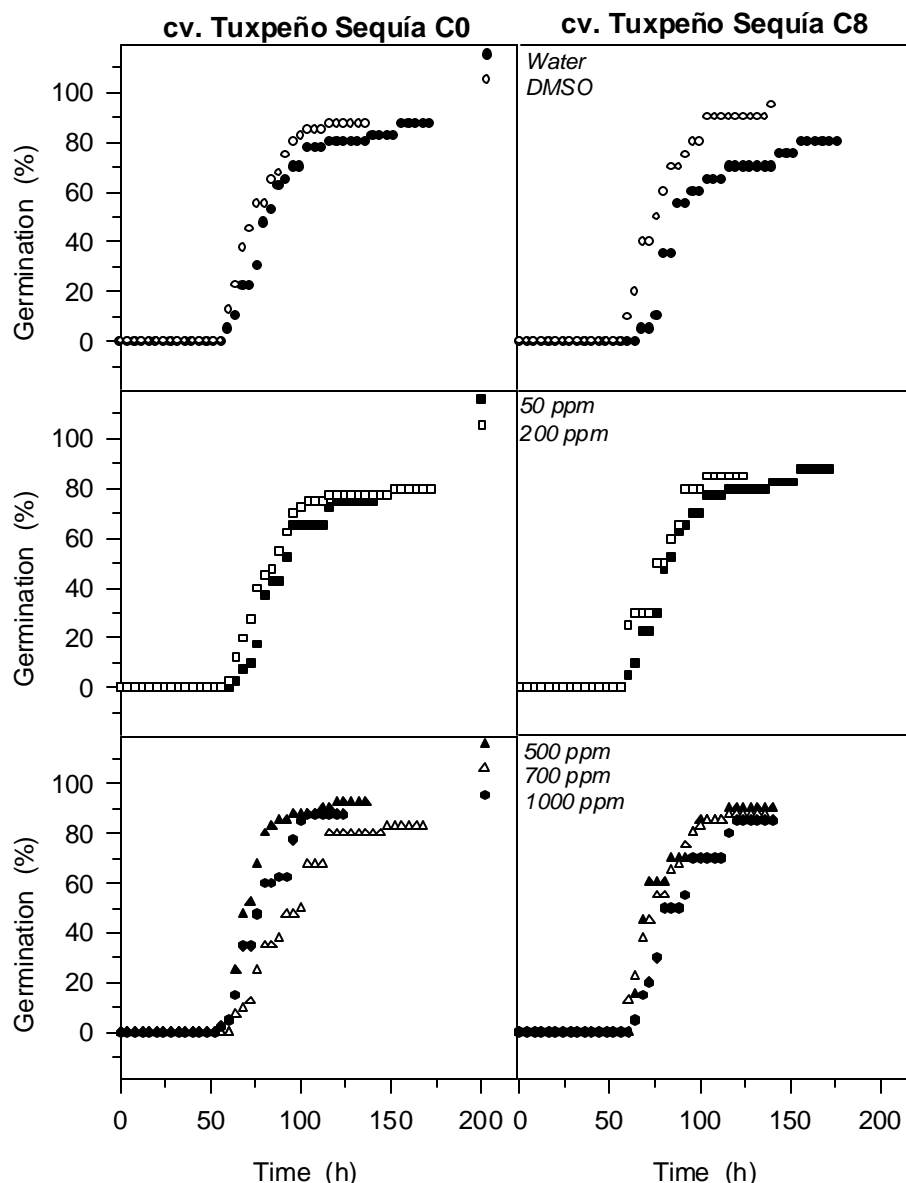 cv. Tuxpeño Sequía C0
cv. Tuxpeño Sequía C8
Water
DMSO
100
80
60
40
20
0
Germination (%)
50 ppm
200 ppm
100
80
60
40
20
0
Germination (%)
500 ppm
700 ppm
1000 ppm
100
80
60
40
20
0
Germination (%)
0 50 100 150 200
0 50 100 150 200
Time (h)
Time (h)